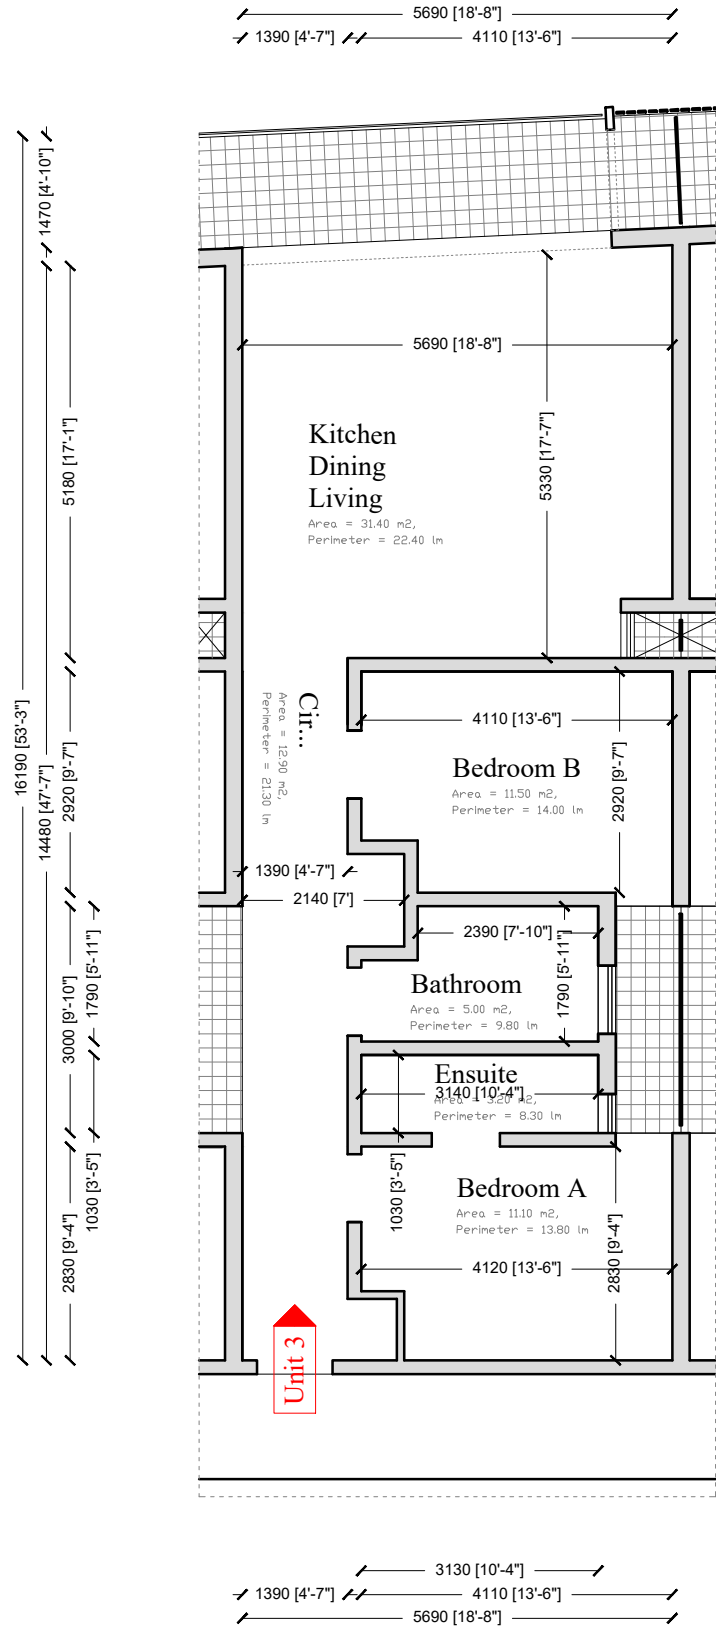 5690 [18'-8"]
1390 [4'-7"]
4110 [13'-6"]
1470 [4'-10"]
5690 [18'-8"]
5180 [17'-1"]
5330 [17'-7"]
Kitchen
Dining
Living
Area = 31.40 m2,
Perimeter = 22.40 lm
16190 [53'-3"]
14480 [47'-7"]
2920 [9'-7"]
Cir...
Area = 12.90 m2,
Perimeter = 21.30 lm
4110 [13'-6"]
Bedroom B
Area = 11.50 m2,
Perimeter = 14.00 lm
2920 [9'-7"]
1390 [4'-7"]
2140 [7']
2390 [7'-10"]
3000 [9'-10"]
1790 [5'-11"]
1790 [5'-11"]
Bathroom
Area = 5.00 m2,
Perimeter = 9.80 lm
Ensuite
3140 [10'-4"]
Area = 3.20 m2,
Perimeter = 8.30 lm
1030 [3'-5"]
1030 [3'-5"]
Bedroom A
Area = 11.10 m2,
Perimeter = 13.80 lm
2830 [9'-4"]
2830 [9'-4"]
4120 [13'-6"]
Unit 3
3130 [10'-4"]
1390 [4'-7"]
4110 [13'-6"]
5690 [18'-8"]